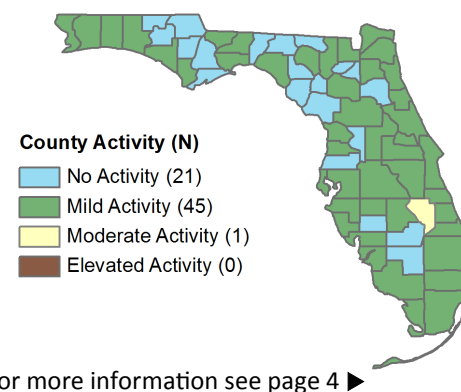 County Activity (N)
No Activity (21)
Mild Activity (45)
Moderate Activity (1)
Elevated Activity (0)
or more information see page 4 ►